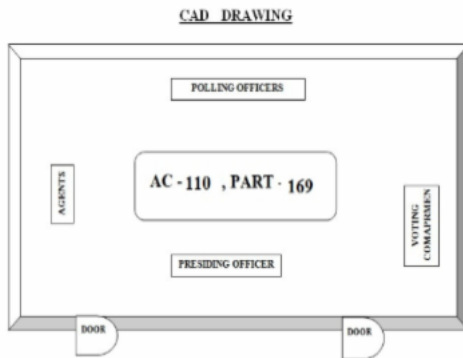 CAD DRAWING
POLLING OFFICERS
AGENTS
AC - 110 , PART - 169
VOTING
COMAPRMEN
PRESIDING OFFICER
DOOR
DOOR